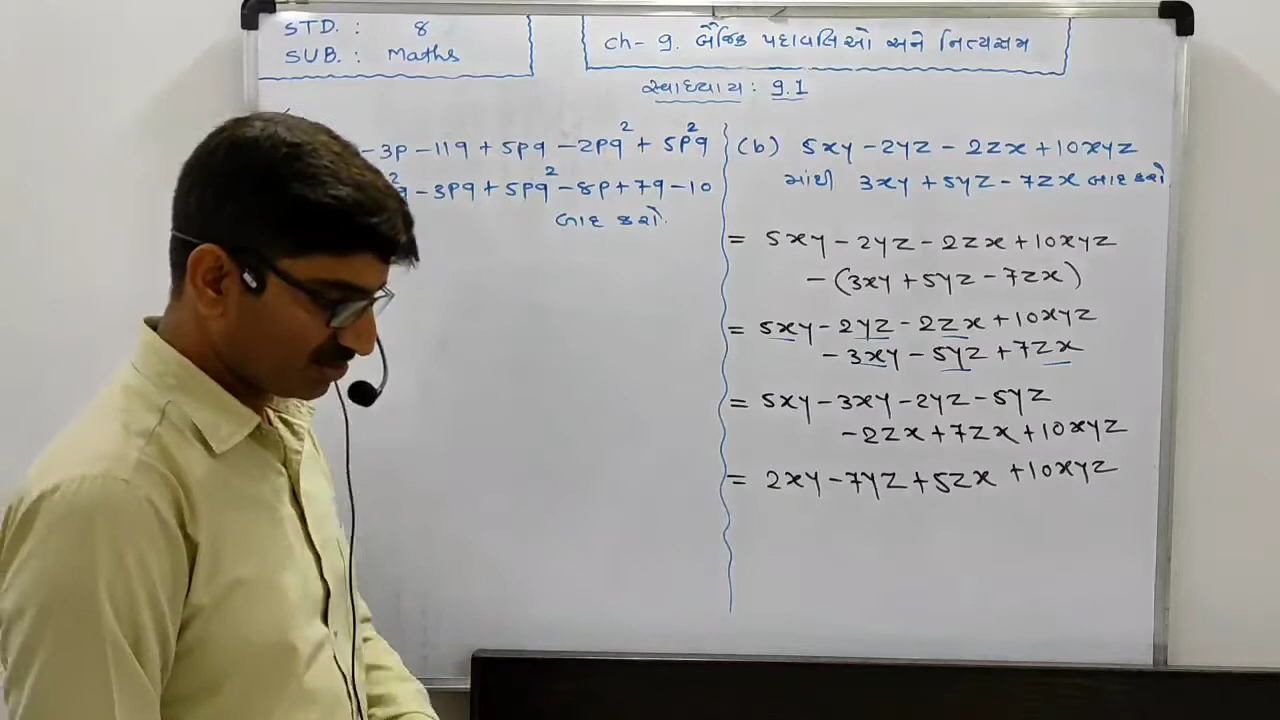 STD. : 8
SUB. : Maths
Ch- 9. બૈજિક પદાવલિઓ અને નિત્યસમ
સ્વાધ્યાય : 9.1
-3p -11q + 5pq -2pq² + 5p²q
²q -3pq + 5pq² -8p +7q -10
બાદ કરો.
(b) 5xy -2yz - 2zx +10xyz
માંથી 3xy +5yz - 7zx બાદ કરો
= 5xy -2yz -2zx +10xyz
-(3xy +5yz -7zx)
= 5xy -2yz -2zx +10xyz
-3xy -5yz +7zx
= 5xy -3xy -2yz -5yz
-2zx +7zx +10xyz
= 2xy -7yz +5zx +10xyz